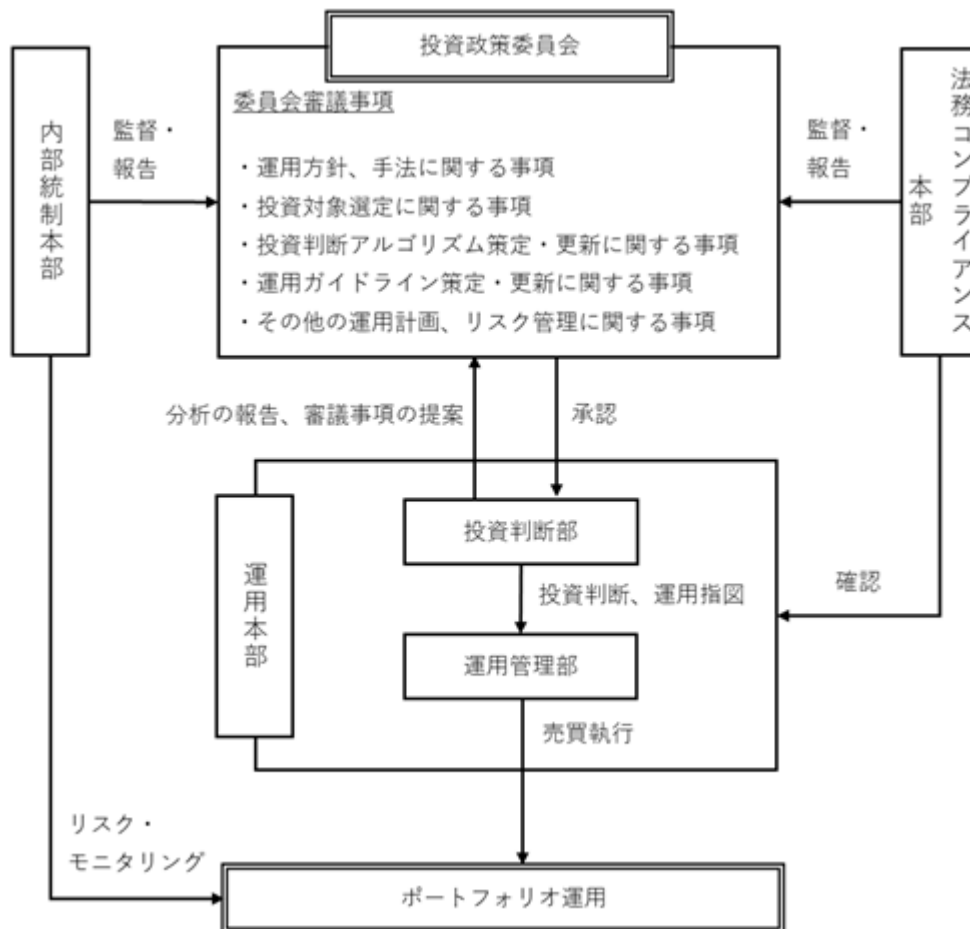 投資政策委員会
委員会審議事項
・運用方針、手法に関する事項
・投資対象選定に関する事項
・投資判断アルゴリズム策定・更新に関する事項
・運用ガイドライン策定・更新に関する事項
・その他の運用計画、リスク管理に関する事項
内部統制本部
監督・
報告
監督・
報告
法務コンプライアンス
本部
分析の報告、審議事項の提案
承認
運用本部
投資判断部
投資判断、運用指図
運用管理部
売買執行
確認
リスク・
モニタリング
ポートフォリオ運用